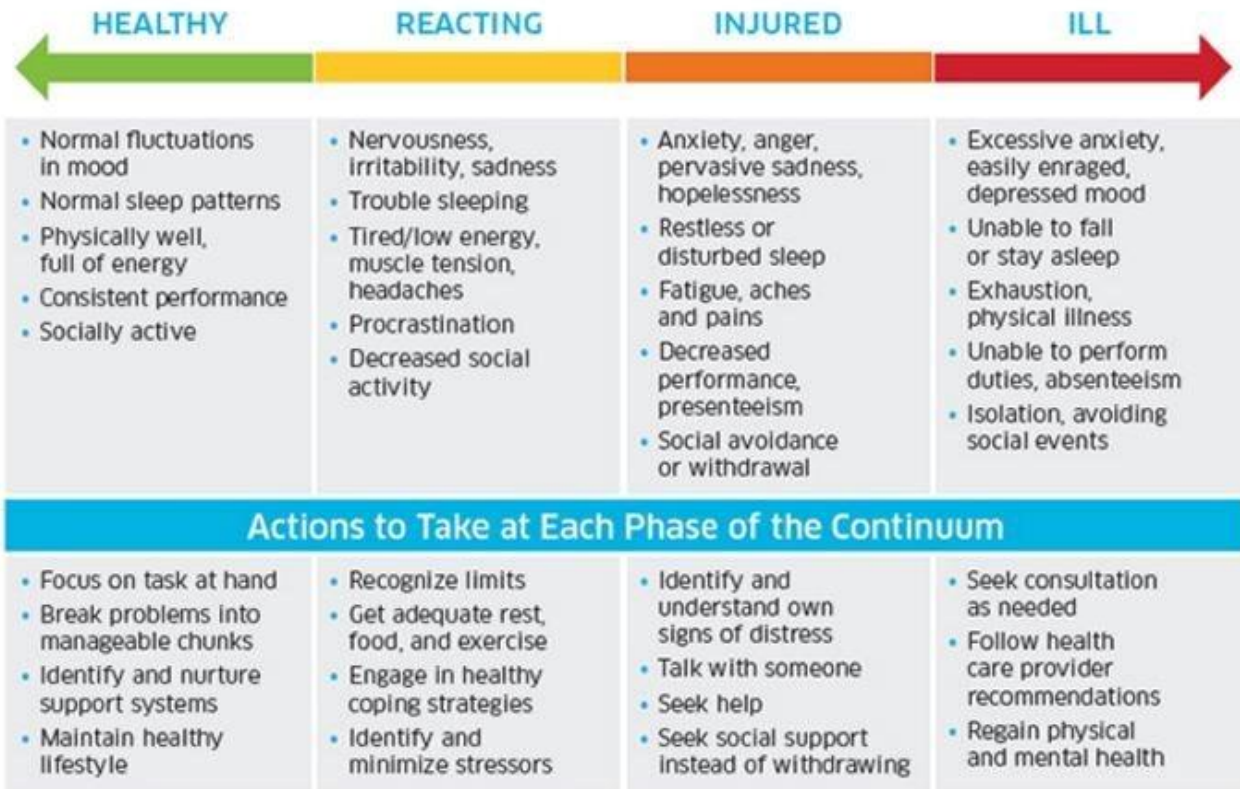 HEALTHY
REACTING
INJURED
ILL
• Normal fluctuations
in mood
• Normal sleep patterns
• Physically well,
full of energy
• Consistent performance
• Socially active
• Nervousness,
irritability, sadness
• Trouble sleeping
• Tired/low energy,
muscle tension,
headaches
• Procrastination
• Decreased social
activity
• Anxiety, anger,
pervasive sadness,
hopelessness
• Restless or
disturbed sleep
• Fatigue, aches
and pains
• Decreased
performance,
presenteeism
• Social avoidance
or withdrawal
• Excessive anxiety,
easily enraged,
depressed mood
• Unable to fall
or stay asleep
• Exhaustion,
physical illness
• Unable to perform
duties, absenteeism
• Isolation, avoiding
social events
Actions to Take at Each Phase of the Continuum
• Focus on task at hand
• Break problems into
manageable chunks
• Identify and nurture
support systems
• Maintain healthy
lifestyle
• Recognize limits
• Get adequate rest,
food, and exercise
• Engage in healthy
coping strategies
• Identify and
minimize stressors
• Identify and
understand own
signs of distress
• Talk with someone
• Seek help
• Seek social support
instead of withdrawing
• Seek consultation
as needed
• Follow health
care provider
recommendations
• Regain physical
and mental health